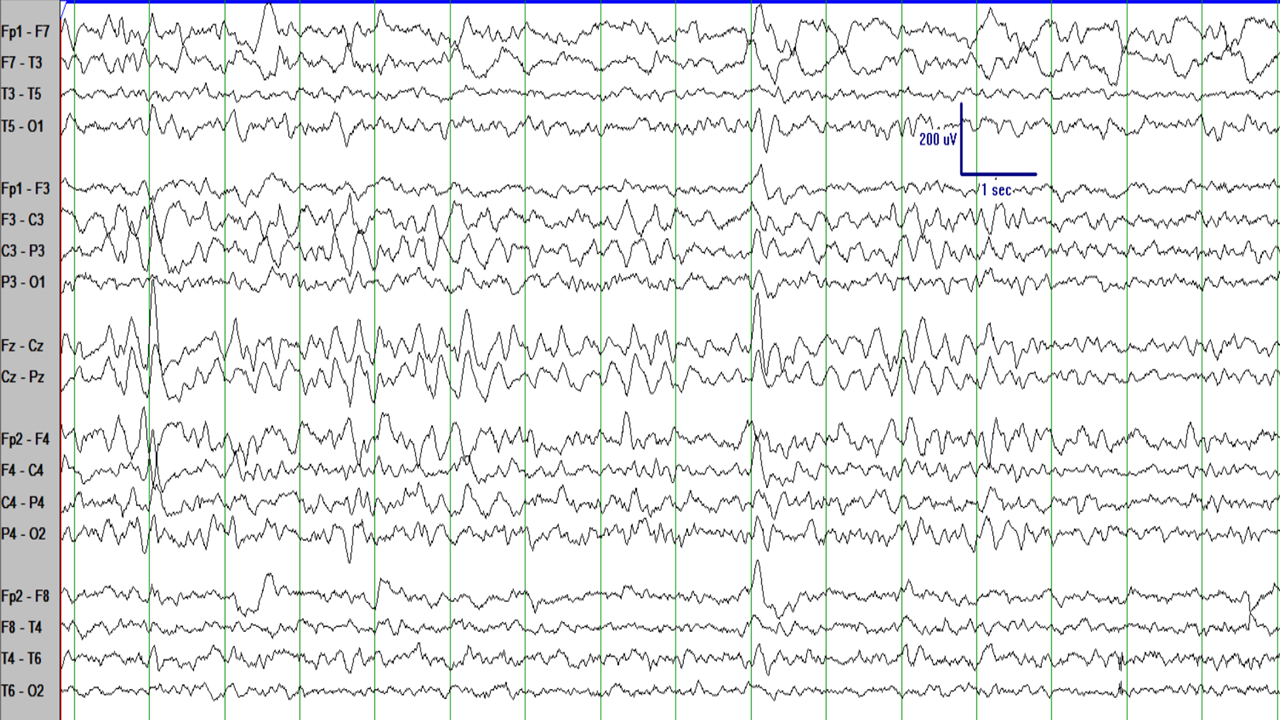 Fp1 - F7
F7 - T3
T3 - T5
T5 - O1
200 uV
1 sec
Fp1 - F3
F3 - C3
C3 - P3
P3 - O1
Fz - Cz
Cz - Pz
Fp2 - F4
F4 - C4
C4 - P4
P4 - O2
Fp2 - F8
F8 - T4
T4 - T6
T6 - O2